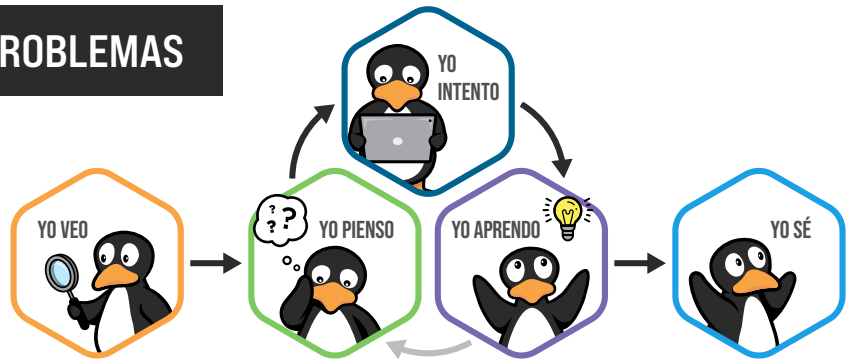 ROBLEMAS
YO
INTENTO
YO VEO
? ? ?
YO PIENSO
YO APRENDO
YO SÉ